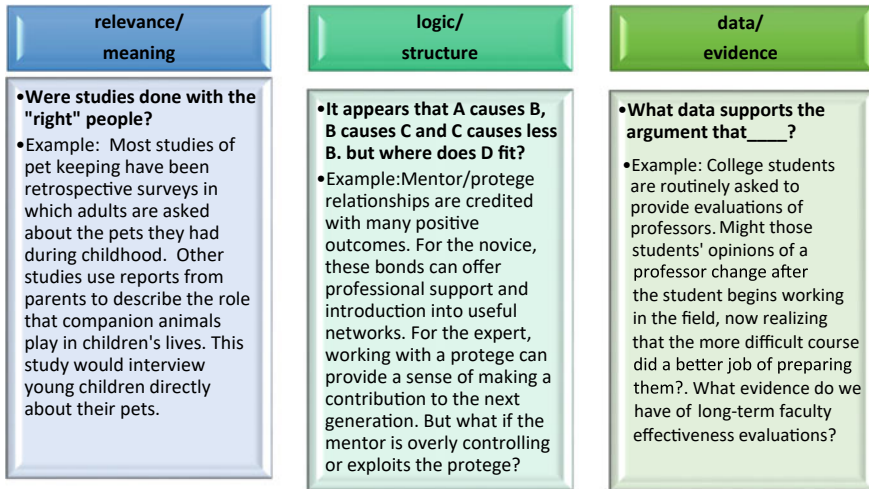 relevance/
meaning
•Were studies done with the
"right" people?
•Example:  Most studies of
pet keeping have been
retrospective surveys in
which adults are asked
about the pets they had
during childhood.  Other
studies use reports from
parents to describe the role
that companion animals
play in children's lives. This
study would interview
young children directly
about their pets.
logic/
structure
•It appears that A causes B,
B causes C and C causes less
B. but where does D fit?
•Example:Mentor/protege
relationships are credited
with many positive
outcomes. For the novice,
these bonds can offer
professional support and
introduction into useful
networks. For the expert,
working with a protege can
provide a sense of making a
contribution to the next
generation. But what if the
mentor is overly controlling
or exploits the protege?
data/
evidence
•What data supports the
argument that____?
•Example: College students
are routinely asked to
provide evaluations of
professors. Might those
students' opinions of a
professor change after
the student begins working
in the field, now realizing
that the more difficult course
did a better job of preparing
them?. What evidence do we
have of long-term faculty
effectiveness evaluations?